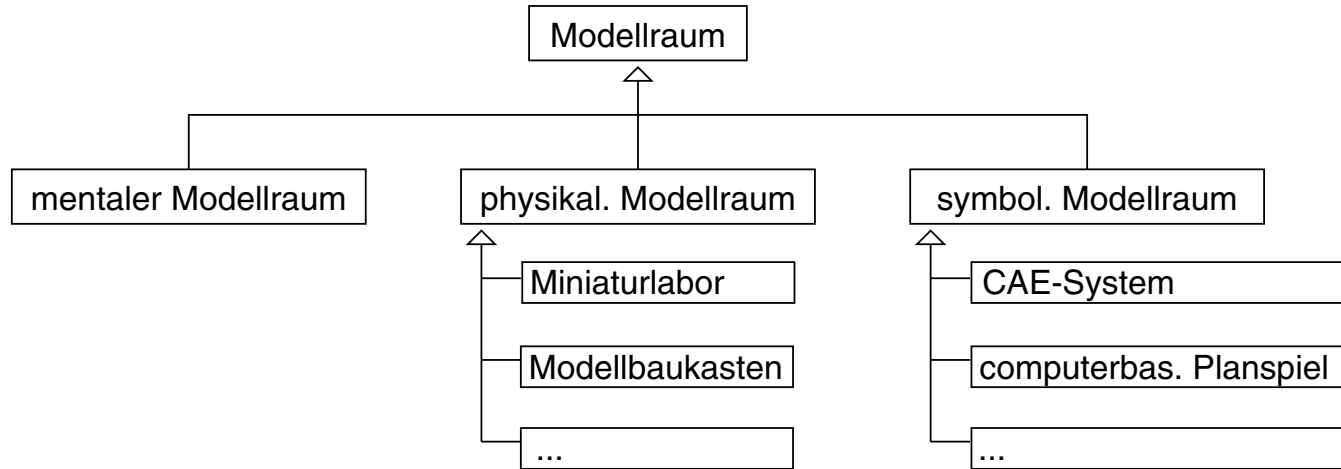 Modellraum
mentaler Modellraum
physikal. Modellraum
symbol. Modellraum
Miniaturlabor
CAE-System
Modellbaukasten
computerbas. Planspiel
...
...